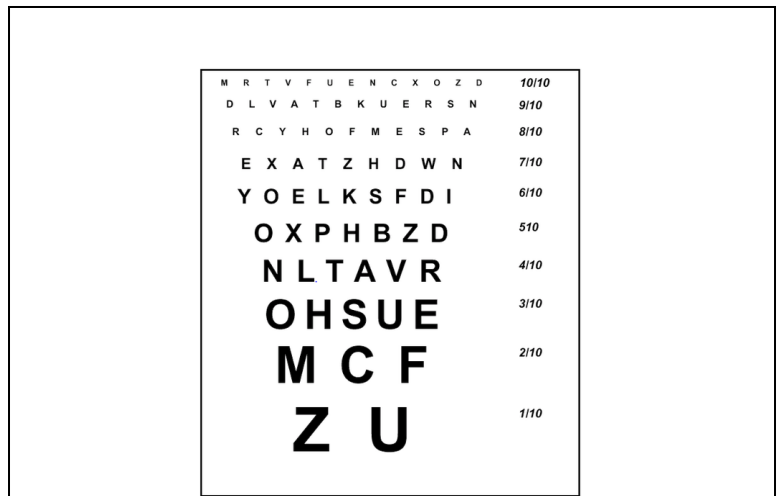 M R T V F U E N C X O Z D 10/10
D L V A T B K U E R S N 9/10
R C Y H O F M E S P A 8/10
E X A T Z H D W N 7/10
Y O E L K S F D I 6/10
O X P H B Z D 510
N L T A V R 4/10
O H S U E 3/10
M C F 2/10
Z U 1/10